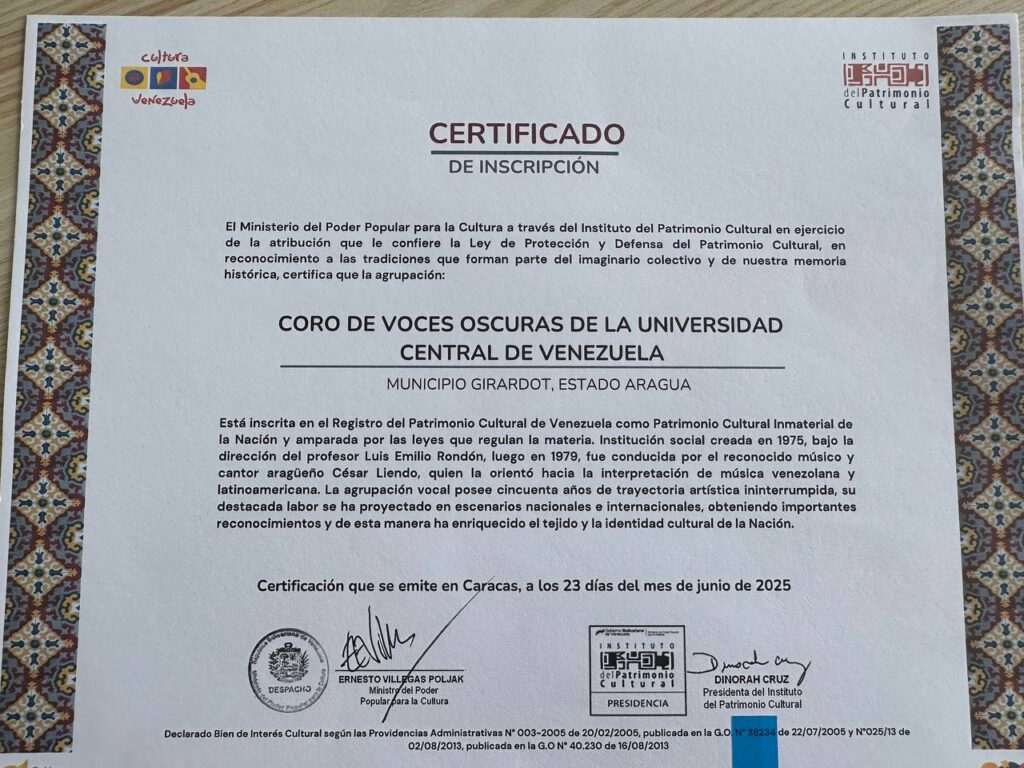 cultura
venezuela
INSTITUTO
del Patrimonio
Cultural
CERTIFICADO
DE INSCRIPCIÓN
El Ministerio del Poder Popular para la Cultura a través del Instituto del Patrimonio Cultural en ejercicio
de la atribución que le confiere la Ley de Protección y Defensa del Patrimonio Cultural, en
reconocimiento a las tradiciones que forman parte del imaginario colectivo y de nuestra memoria
histórica, certifica que la agrupación:
CORO DE VOCES OSCURAS DE LA UNIVERSIDAD
CENTRAL DE VENEZUELA
MUNICIPIO GIRARDOT, ESTADO ARAGUA
Está inscrita en el Registro del Patrimonio Cultural de Venezuela como Patrimonio Cultural Inmaterial de
la Nación y amparada por las leyes que regulan la materia. Institución social creada en 1975, bajo la
dirección del profesor Luis Emilio Rondón, luego en 1979, fue conducida por el reconocido músico y
cantor aragüeño César Liendo, quien la orientó hacia la interpretación de música venezolana y
latinoamericana. La agrupación vocal posee cincuenta años de trayectoria artística ininterrumpida, su
destacada labor se ha proyectado en escenarios nacionales e internacionales, obteniendo importantes
reconocimientos y de esta manera ha enriquecido el tejido y la identidad cultural de la Nación.
Certificación que se emite en Caracas, a los 23 días del mes de junio de 2025
República Bolivariana de Venezuela
DESPACHO
ERNESTO VILLEGAS POLJAK
Ministro del Poder
Popular para la Cultura
Gobierno Bolivariano
de Venezuela
INSTITUTO
del Patrimonio
Cultural
PRESIDENCIA
DINORAH CRUZ
Presidenta del Instituto
del Patrimonio Cultural
Declarado Bien de Interés Cultural según las Providencias Administrativas N° 003-2005 de 20/02/2005, publicada en la G.O. N° 38234 de 22/07/2005 y N°025/13 de
02/08/2013, publicada en la G.O N° 40.230 de 16/08/2013